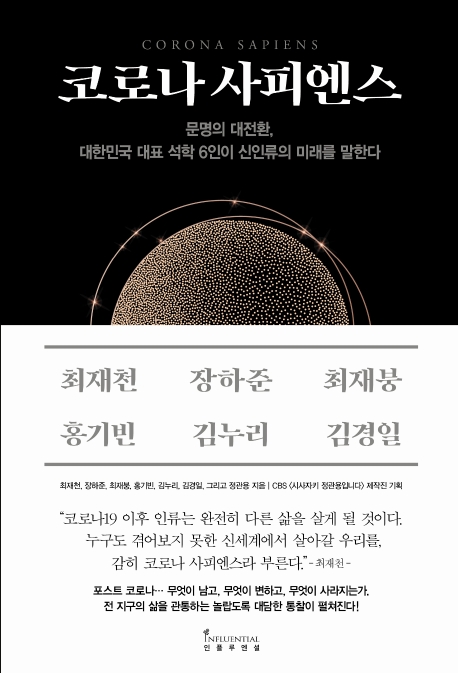 CORONA SAPIENS
코로나 사피엔스
문명의 대전환,
대한민국 대표 석학 6인이 신인류의 미래를 말한다
최재천 장하준 최재붕
홍기빈 김누리 김경일
최재천, 장하준, 최재붕, 홍기빈, 김누리, 김경일, 그리고 정관용 지음 | CBS 〈시사자키 정관용입니다〉 제작진 기획
“코로나19 이후 인류는 완전히 다른 삶을 살게 될 것이다.
누구도 겪어보지 못한 신세계에서 살아갈 우리를,
감히 코로나 사피엔스라 부른다.” -최재천-
포스트 코로나… 무엇이 남고, 무엇이 변하고, 무엇이 사라지는가.
전 지구의 삶을 관통하는 놀랍도록 대담한 통찰이 펼쳐진다!
INFLUENTIAL
인플루엔셜